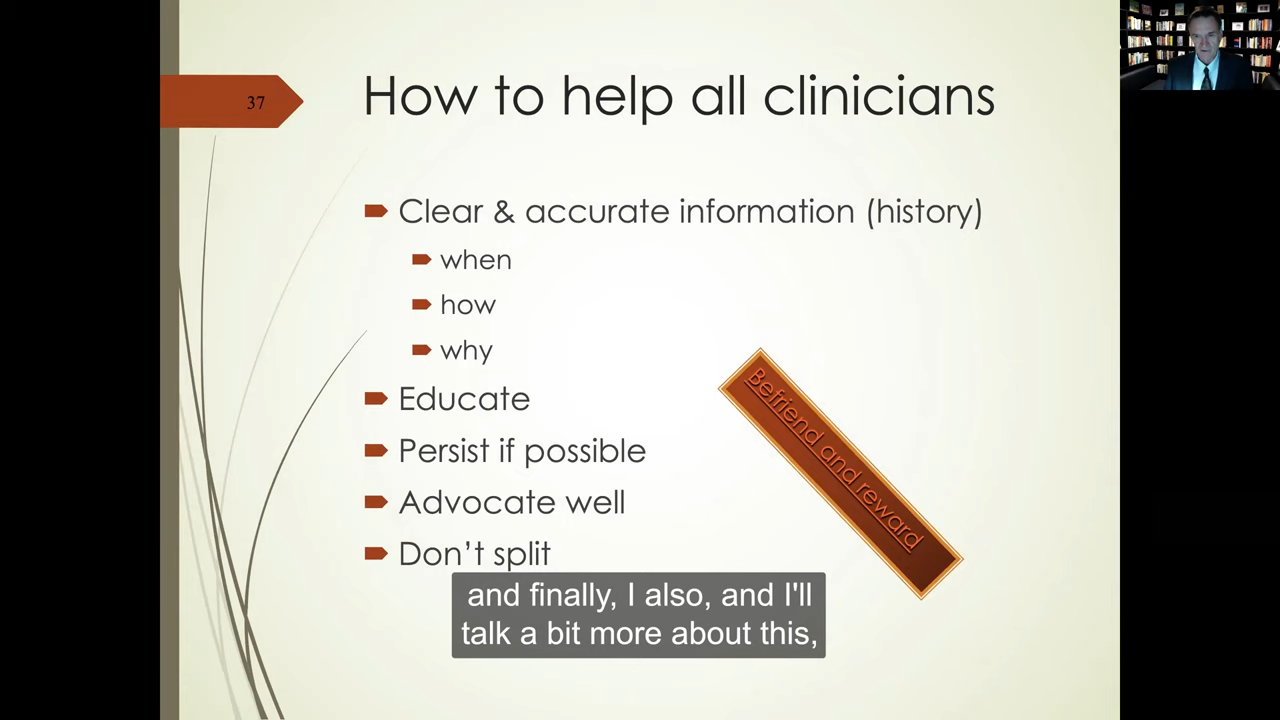 37
How to help all clinicians
Clear & accurate information (history)
when
how
why
Educate
Persist if possible
Advocate well
Don’t split
Befriend and reward
and finally, I also, and I'll
talk a bit more about this,